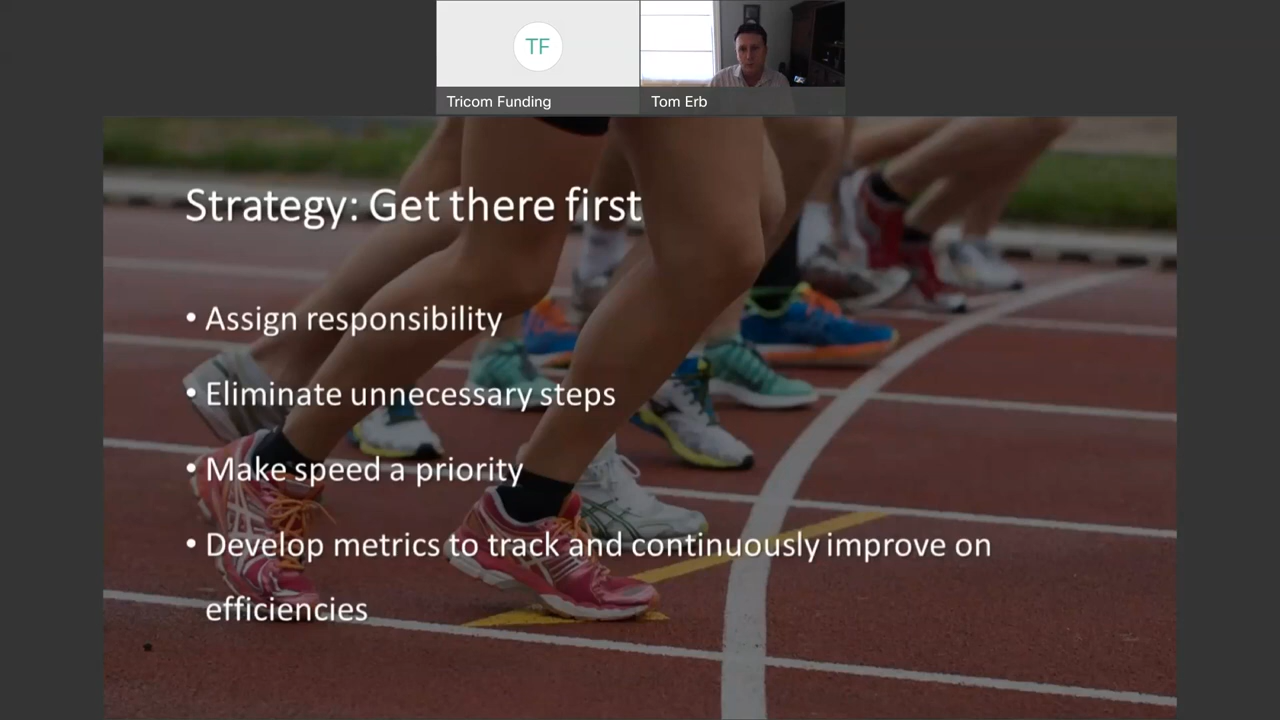 TF
Tricom Funding
Tom Erb
Strategy: Get there first
• Assign responsibility
• Eliminate unnecessary steps
• Make speed a priority
• Develop metrics to track and continuously improve on
efficiencies